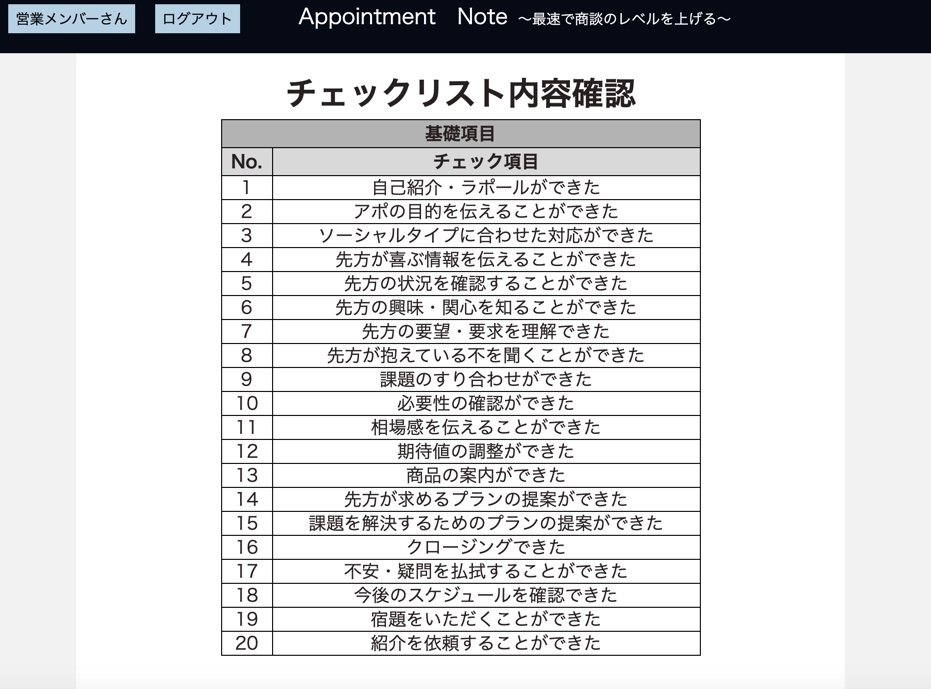 営業メンバーさん ログアウト Appointment Note 〜最速で商談のレベルを上げる〜
チェックリスト内容確認
基礎項目
No. チェック項目
1 自己紹介・ラポールができた
2 アポの目的を伝えることができた
3 ソーシャルタイプに合わせた対応ができた
4 先方が喜ぶ情報を伝えることができた
5 先方の状況を確認することができた
6 先方の興味・関心を知ることができた
7 先方の要望・要求を理解できた
8 先方が抱えている不を聞くことができた
9 課題のすり合わせができた
10 必要性の確認ができた
11 相場感を伝えることができた
12 期待値の調整ができた
13 商品の案内ができた
14 先方が求めるプランの提案ができた
15 課題を解決するためのプランの提案ができた
16 クロージングできた
17 不安・疑問を払拭することができた
18 今後のスケジュールを確認できた
19 宿題をいただくことができた
20 紹介を依頼することができた